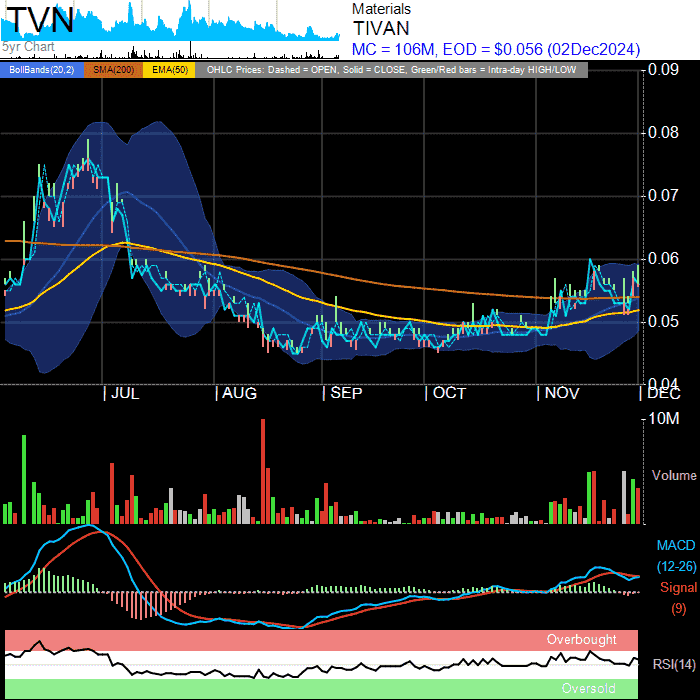 TVN
5yr Chart
Materials
TIVAN
MC = 106M, EOD = $0.056 (02Dec2024)
BollBands(20,2) SMA(200) EMA(50) OHLC Prices: Dashed = OPEN, Solid = CLOSE, Green/Red bars = Intra-day HIGH/LOW
0.09
0.08
0.07
0.06
0.05
0.04
JUL AUG SEP OCT NOV DEC
10M
Volume
MACD
(12-26)
Signal
(9)
Overbought
RSI(14)
Oversold